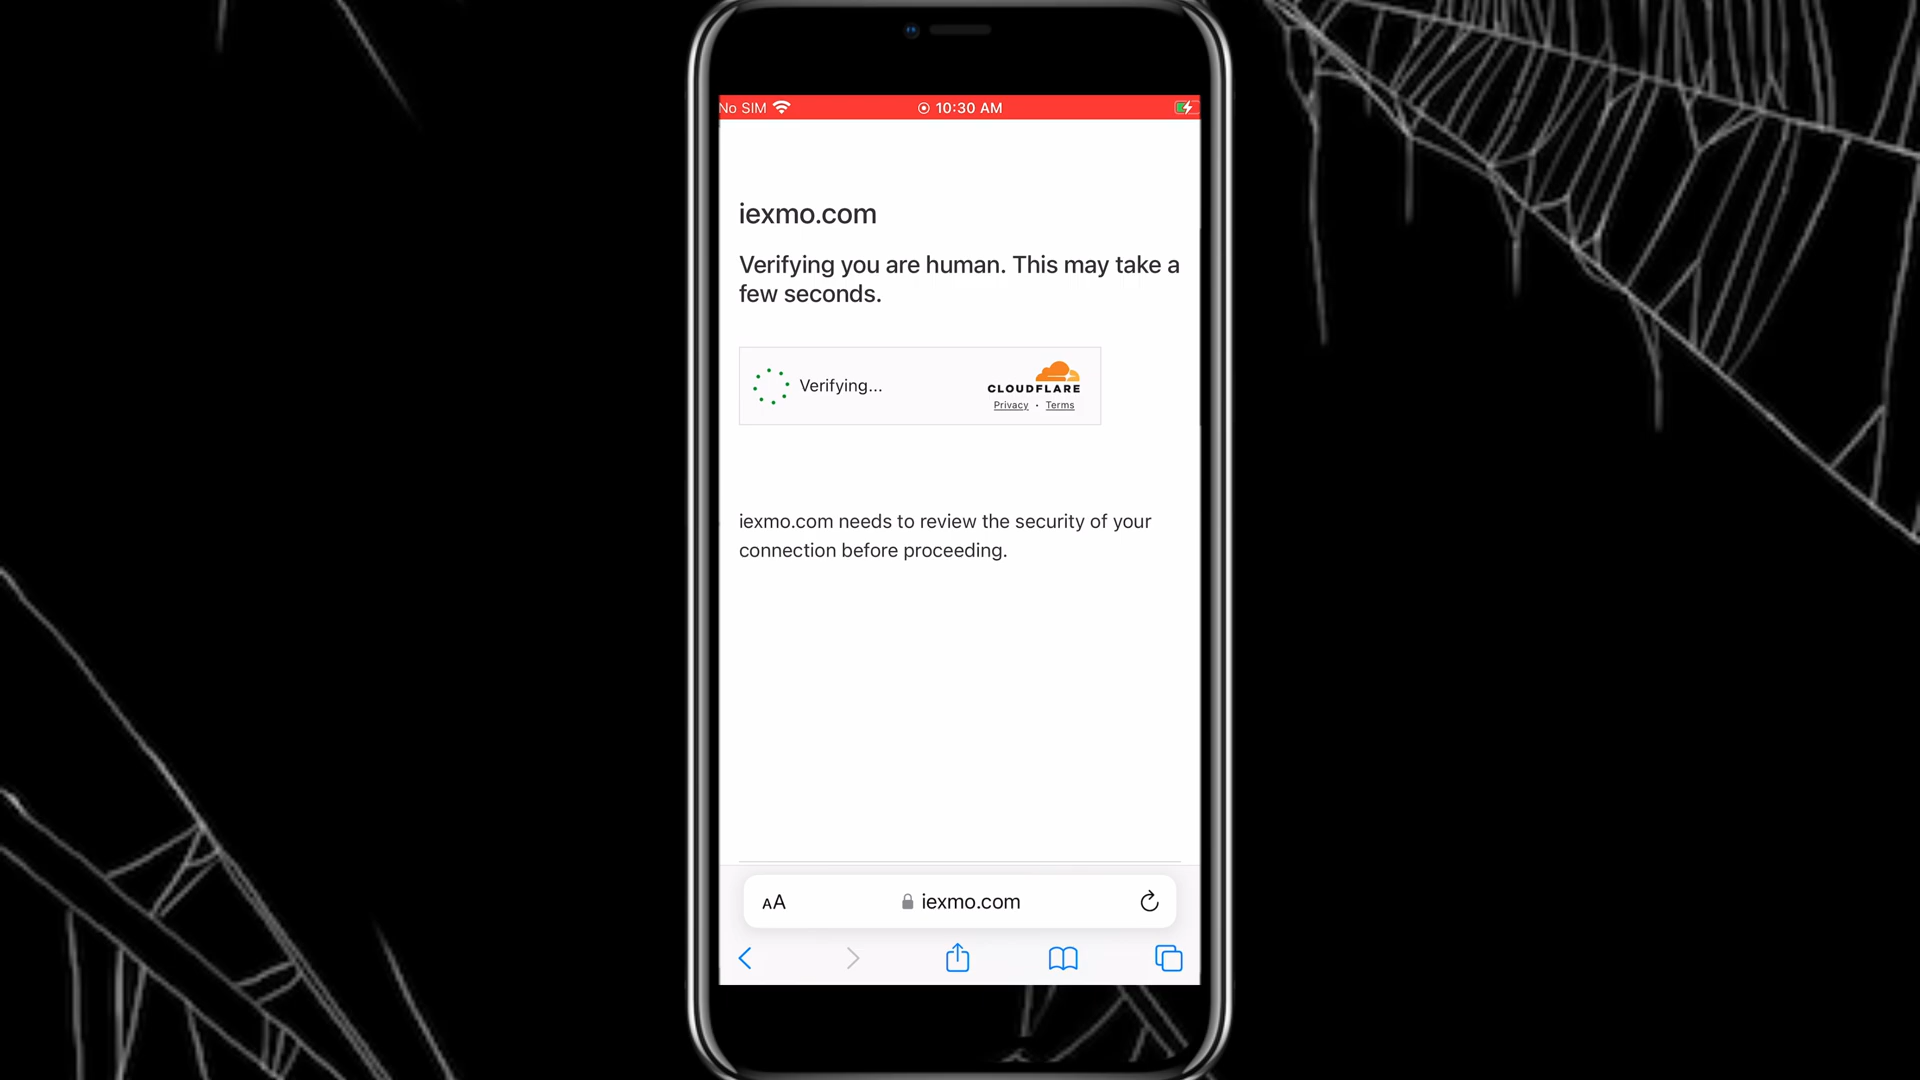 No SIM 10:30 AM
iexmo.com
Verifying you are human. This may take a
few seconds.
Verifying...
CLOUDFLARE
Privacy • Terms
iexmo.com needs to review the security of your
connection before proceeding.
AA iexmo.com